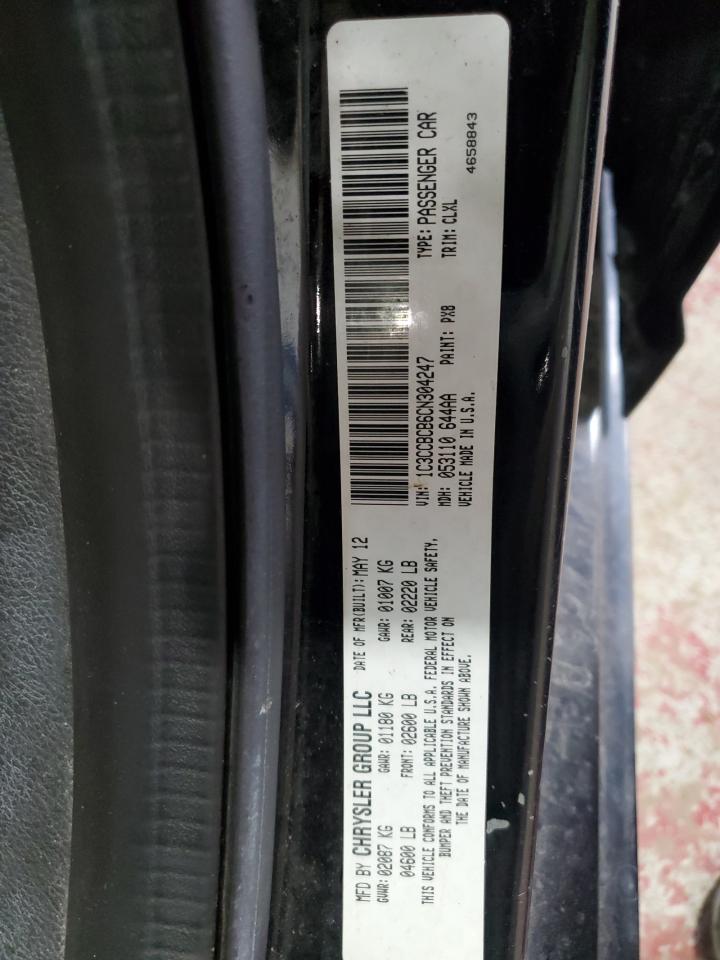 MFD BY CHRYSLER GROUP LLC DATE OF MFR(BUILT): MAY 12
GVWR: 02087 KG GAWR: 01180 KG GAWR: 01007 KG
04600 LB FRONT: 02600 LB REAR: 02220 LB
THIS VEHICLE CONFORMS TO ALL APPLICABLE U.S.A. FEDERAL MOTOR VEHICLE SAFETY,
BUMPER AND THEFT PREVENTION STANDARDS IN EFFECT ON
THE DATE OF MANUFACTURE SHOWN ABOVE.
VIN: 1C3CCBCB6CN304247 TYPE: PASSENGER CAR
MDH: 053110 644AA PAINT: PX8 TRIM: CLXL
VEHICLE MADE IN U.S.A. 4658843